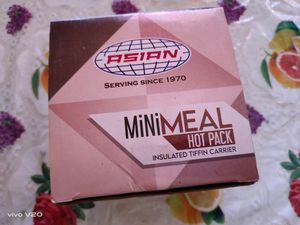 ASIAN
SERVING SINCE 1970
MiNiMEAL
HOT PACK
INSULATED TIFFIN CARRIER
vivo V20